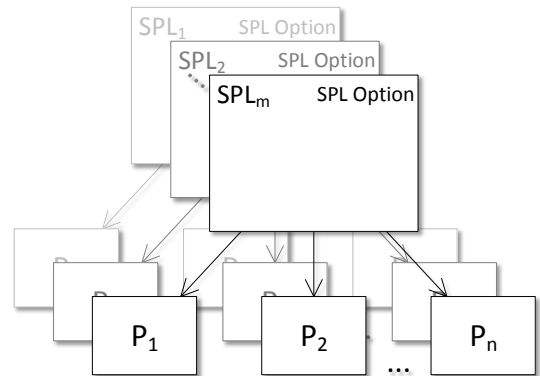 SPL₁ SPL Option
SPL₂ SPL Option
SPLₘ SPL Option
P₁ P₂ ... Pₙ